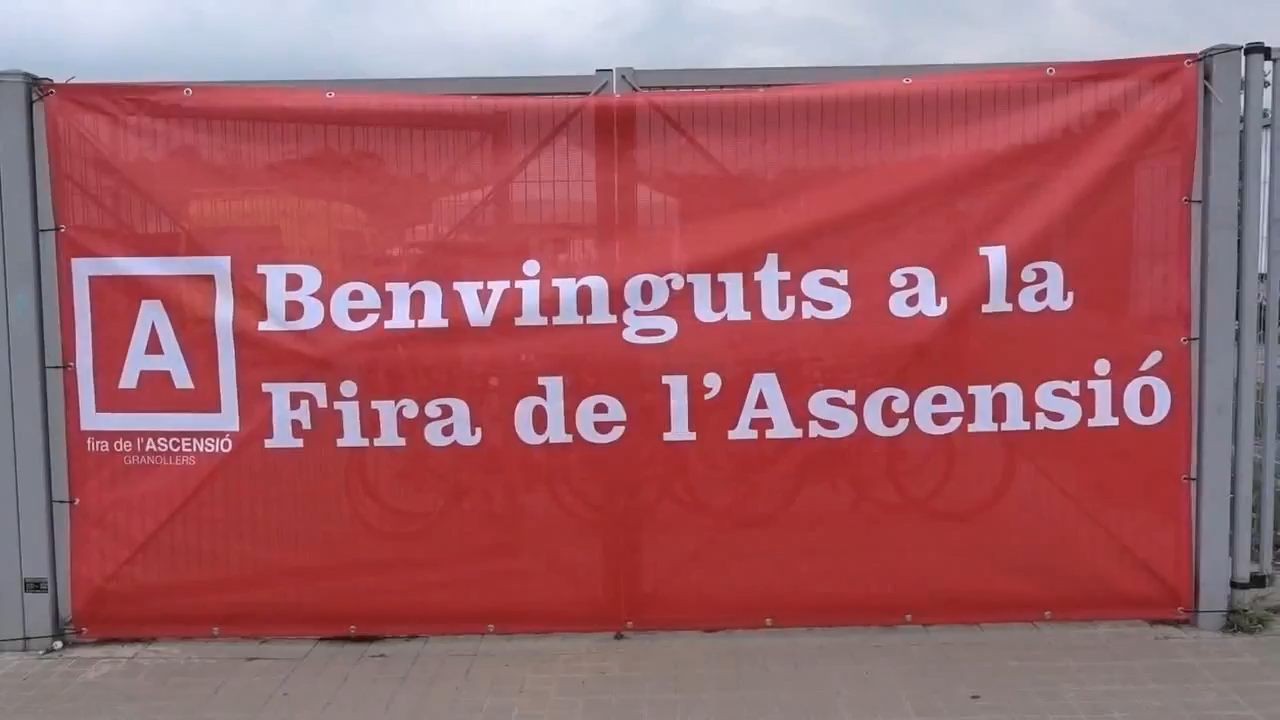 A
fira de l'ASCENSIÓ
GRANOLLERS
Benvinguts a la
Fira de l'Ascensió